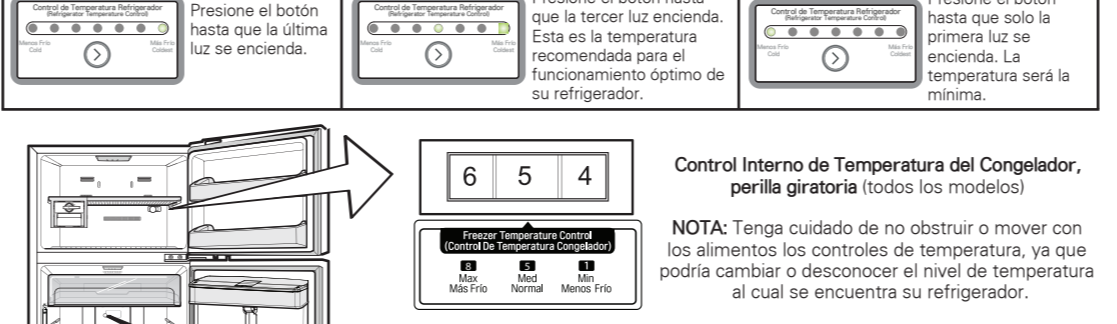 Control de Temperatura Refrigerador
(Refrigerator Temperature Control)
Menos Frío
Cold
Más Frío
Coldest
Presione el botón
hasta que la última
luz se encienda.
Control de Temperatura Refrigerador
(Refrigerator Temperature Control)
Menos Frío
Cold
Más Frío
Coldest
Presione el botón hasta
que la tercer luz encienda.
Esta es la temperatura
recomendada para el
funcionamiento óptimo de
su refrigerador.
Control de Temperatura Refrigerador
(Refrigerator Temperature Control)
Menos Frío
Cold
Más Frío
Coldest
Presione el botón
hasta que solo la
primera luz se
encienda. La
temperatura será la
mínima.
6 5 4
Freezer Temperature Control
(Control De Temperatura Congelador)
8 5 1
Max Med Min
Más Frío Normal Menos Frío
Control Interno de Temperatura del Congelador,
perilla giratoria (todos los modelos)
NOTA: Tenga cuidado de no obstruir o mover con
los alimentos los controles de temperatura, ya que
podría cambiar o desconocer el nivel de temperatura
al cual se encuentra su refrigerador.